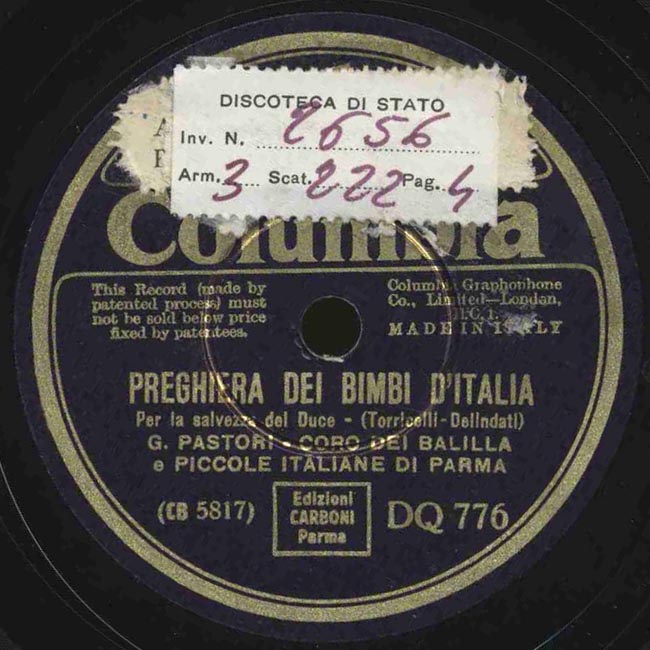 DISCOTECA DI STATO
Inv. N. 2656
Arm. 3 Scat. 222 Pag. 4
Columbia
This Record (made by
patented process) must
not be sold below price
fixed by patentees.
Columbia Graphophone
Co., Limited—London,
E.C.1.
MADE IN ITALY
PREGHIERA DEI BIMBI D'ITALIA
Per la salvezza del Duce - (Torricelli-Delindati)
G. PASTORI - CORO DEI BALILLA
e PICCOLE ITALIANE DI PARMA
(CB 5817)
Edizioni
CARBONI
Parma
DQ 776